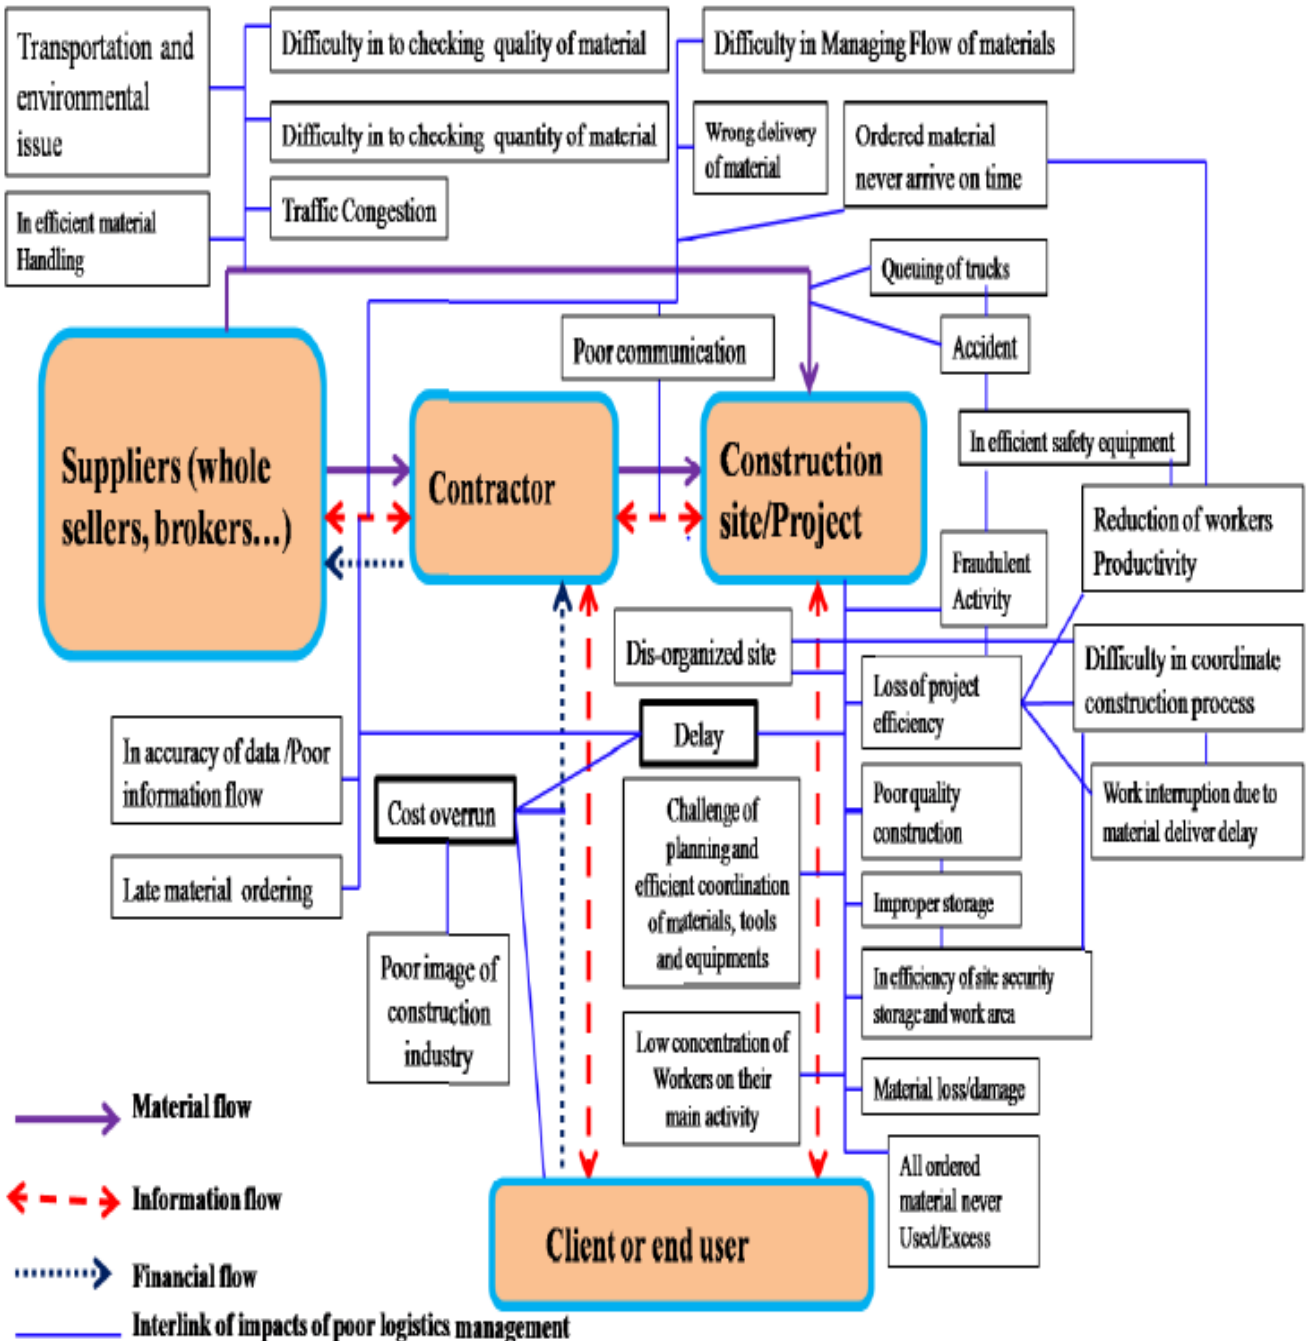 Transportation and
environmental
issue
Difficulty in to checking quality of material
Difficulty in Managing Flow of materials
Difficulty in to checking quantity of material
Wrong delivery
of material
Ordered material
never arrive on time
In efficient material
Handling
Traffic Congestion
Queuing of trucks
Poor communication
Accident
Suppliers (whole
sellers, brokers...)
Contractor
Construction
site/Project
In efficient safety equipment
Reduction of workers
Productivity
Fraudulent
Activity
Dis-organized site
Difficulty in coordinate
construction process
Loss of project
efficiency
Delay
In accuracy of data /Poor
information flow
Cost overrun
Challenge of
planning and
efficient coordination
of materials, tools
and equipments
Poor quality
construction
Work interruption due to
material deliver delay
Late material ordering
Improper storage
Poor image of
construction
industry
In efficiency of site security
storage and work area
Low concentration of
Workers on their
main activity
Material loss/damage
All ordered
material never
Used/Excess
Client or end user
Material flow
Information flow
Financial flow
Interlink of impacts of poor logistics management